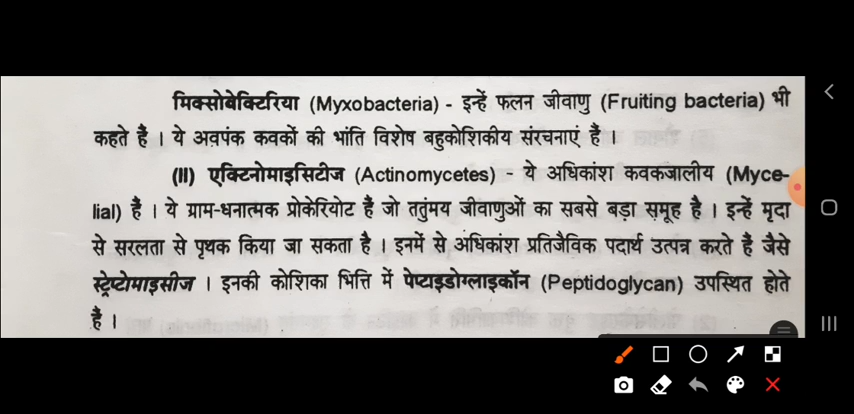 मिक्सोबेक्टिरिया (Myxobacteria) - इन्हें फलन जीवाणु (Fruiting bacteria) भी
कहते हैं । ये अवपंक कवकों की भांति विशेष बहुकोशिकीय संरचनाएं हैं ।
(II) एक्टिनोमाइसिटीज (Actinomycetes) - ये अधिकांश कवकजालीय (Myce-
lial) है । ये ग्राम-धनात्मक प्रोकेरियोट हैं जो ततुंमय जीवाणुओं का सबसे बड़ा समूह है । इन्हें मृदा
से सरलता से पृथक किया जा सकता है । इनमें से अधिकांश प्रतिजैविक पदार्थ उत्पन्न करते हैं जैसे
स्ट्रेप्टोमाइसीज । इनकी कोशिका भित्ति में पेप्टाइडोग्लाइकॉन (Peptidoglycan) उपस्थित होते
हैं ।